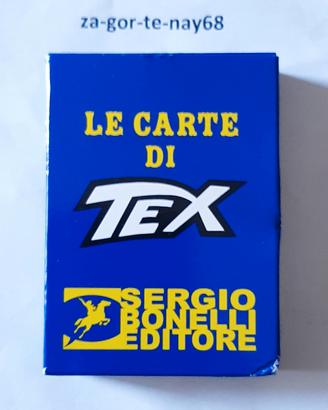 za-gor-te-nay68
LE CARTE
DI
TEX
SERGIO
BONELLI
EDITORE